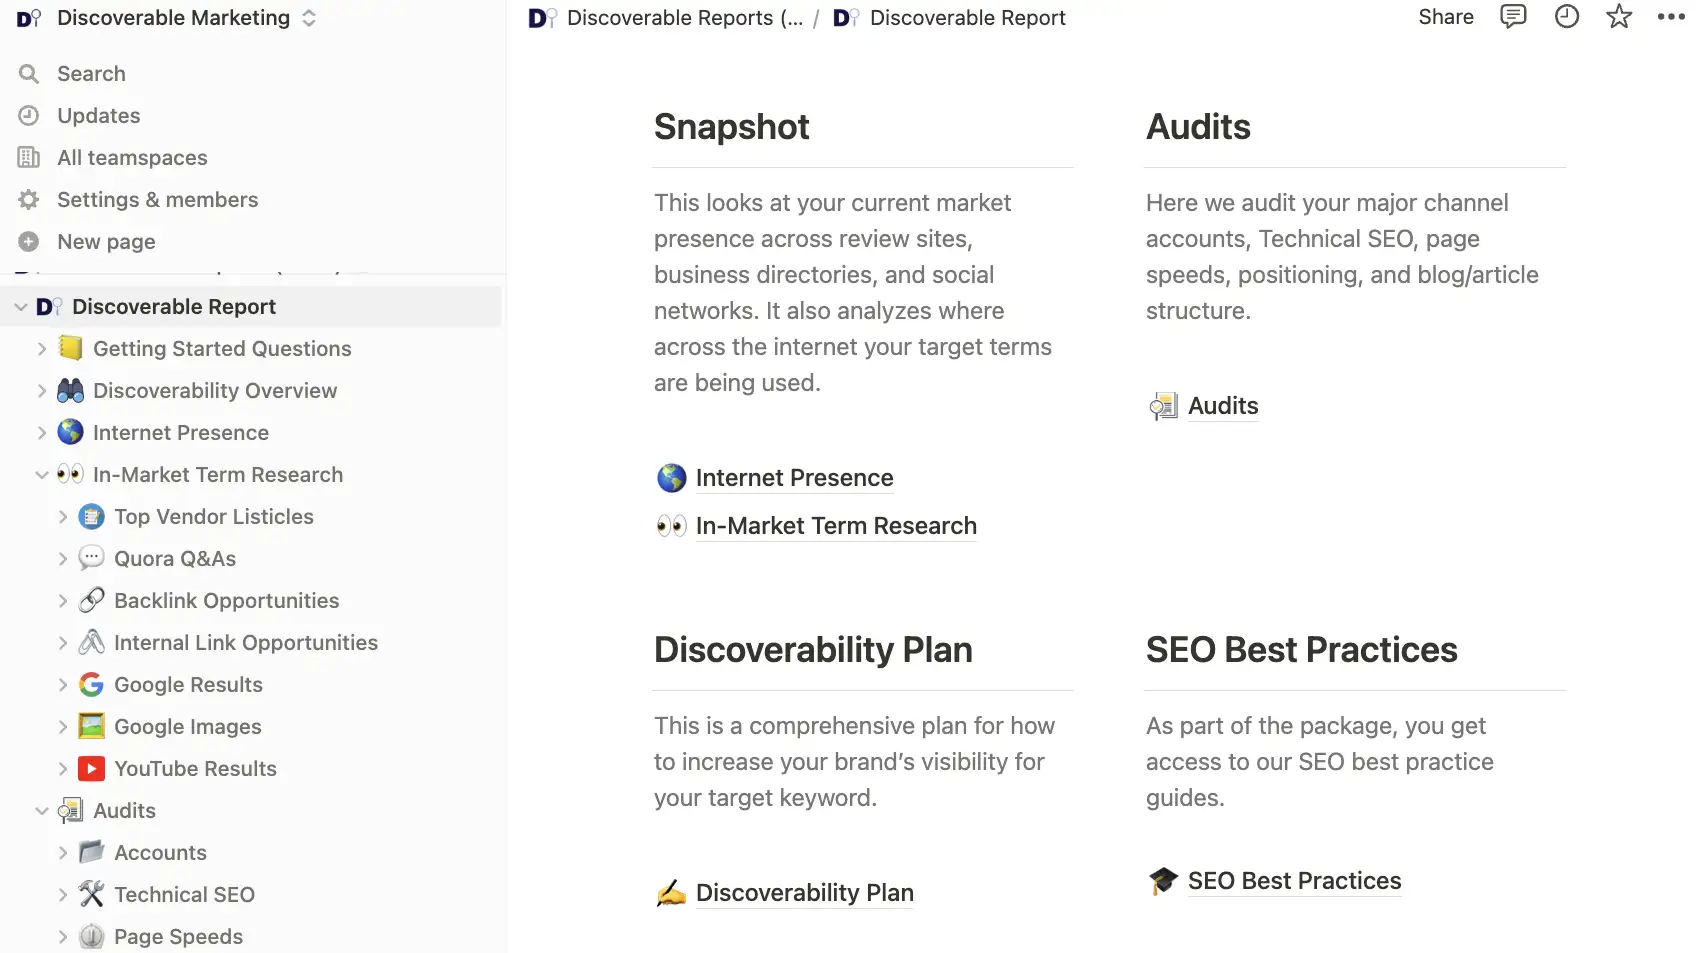 Discoverable Marketing
Search
Updates
All teamspaces
Settings & members
New page
Discoverable Report
Getting Started Questions
Discoverability Overview
Internet Presence
In-Market Term Research
Top Vendor Listicles
Quora Q&As
Backlink Opportunities
Internal Link Opportunities
Google Results
Google Images
YouTube Results
Audits
Accounts
Technical SEO
Page Speeds
Discoverable Reports (... / Discoverable Report
Share
Snapshot
This looks at your current market
presence across review sites,
business directories, and social
networks. It also analyzes where
across the internet your target terms
are being used.
Internet Presence
In-Market Term Research
Audits
Here we audit your major channel
accounts, Technical SEO, page
speeds, positioning, and blog/article
structure.
Audits
Discoverability Plan
This is a comprehensive plan for how
to increase your brand’s visibility for
your target keyword.
Discoverability Plan
SEO Best Practices
As part of the package, you get
access to our SEO best practice
guides.
SEO Best Practices